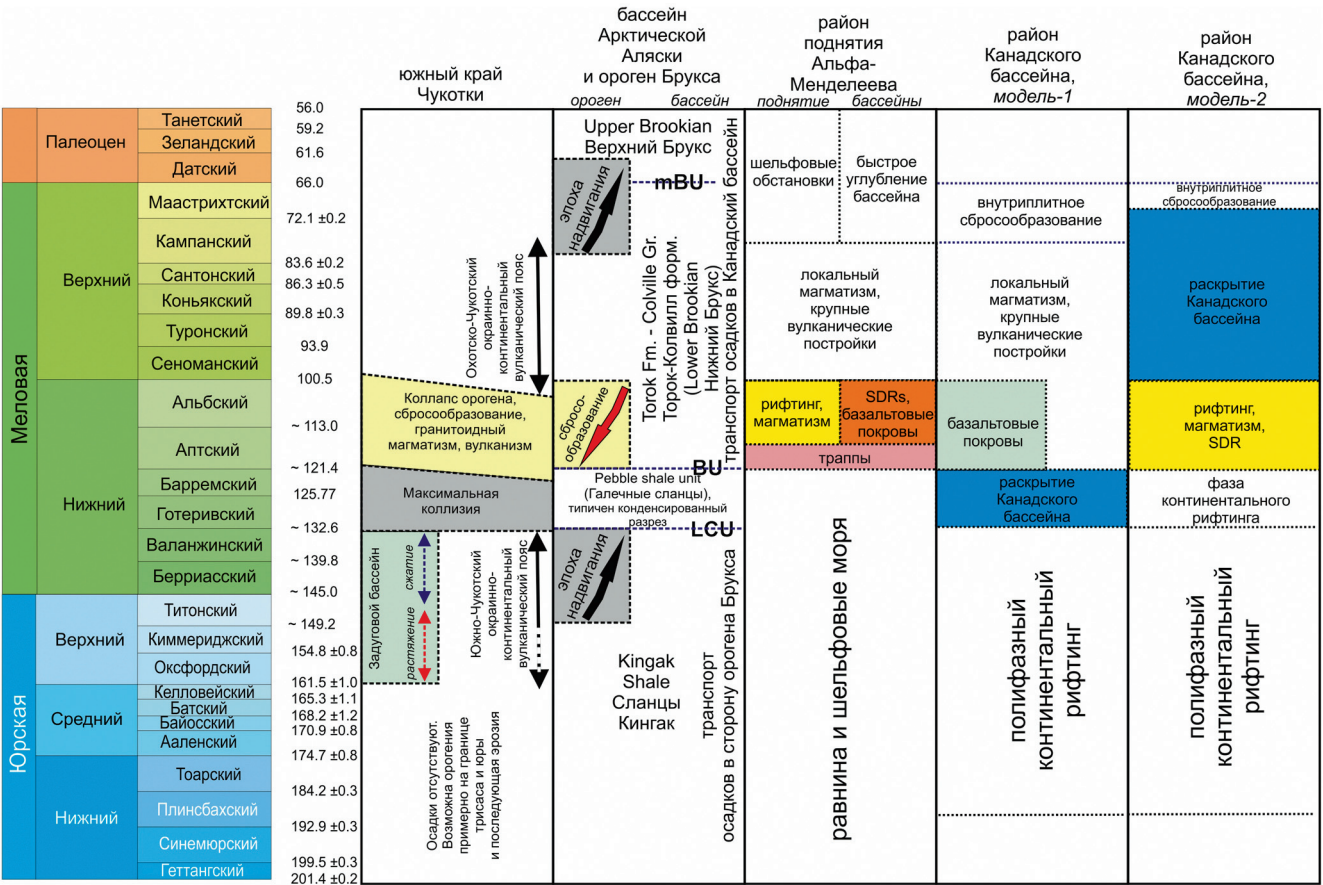 южный край
Чукотки
бассейн
Арктической
Аляски
и ороген Брукса
ороген
бассейн
район
поднятия
Альфа-
Менделеева
поднятие
бассейны
район
Канадского
бассейна,
модель-1
район
Канадского
бассейна,
модель-2
Палеоцен
Танетский
Зеландский
Датский
Меловая
Верхний
Маастрихтский
Кампанский
Сантонский
Коньякский
Туронский
Сеноманский
Нижний
Альбский
Аптский
Барремский
Готеривский
Валанжинский
Берриасский
Юрская
Верхний
Титонский
Киммериджский
Оксфордский
Средний
Келловейский
Батский
Байосский
Ааленский
Нижний
Тоарский
Плинсбахский
Синемюрский
Геттангский
56.0
59.2
61.6
66.0
72.1 ±0.2
83.6 ±0.2
86.3 ±0.5
89.8 ±0.3
93.9
100.5
~ 113.0
~ 121.4
125.77
~ 132.6
~ 139.8
~ 145.0
~ 149.2
154.8 ±0.8
161.5 ±1.0
165.3 ±1.1
168.2 ±1.2
170.9 ±0.8
174.7 ±0.8
184.2 ±0.3
192.9 ±0.3
199.5 ±0.3
201.4 ±0.2
Охотско-Чукотский
окраинно-
континентальный
вулканический пояс
Коллапс орогена,
сбросообразование,
гранитоидный
магматизм, вулканизм
Максимальная
коллизия
Задуговой бассейн
сжатие
растяжение
Южно-Чукотский
окраинно-
континентальный
вулканический пояс
Осадки отсутствуют.
Возможна орогения
примерно на границе
трисаса и юры
и последующая эрозия
Upper Brookian
Верхний Брукс
эпоха
надвигания
mBU
Torok Fm. - Colville Gr.
Торок-Колвилл форм.
(Lower Brookian
Нижний Брукс)
транспорт осадков в Канадский бассейн
сбросо-
образование
BU
Pebble shale unit
(Галечные сланцы),
типичен конденсированный
разрез
LCU
эпоха
надвигания
Kingak
Shale
Сланцы
Кингак
транспорт
осадков в сторону орогена Брукса
шельфовые
обстановки
быстрое
углубление
бассейна
локальный
магматизм,
крупные
вулканические
постройки
рифтинг,
магматизм
SDRs,
базальтовые
покровы
траппы
равнина и шельфовые моря
внутриплитное
сбросообразование
локальный
магматизм,
крупные
вулканические
постройки
базальтовые
покровы
раскрытие
Канадского
бассейна
полифазный
континентальный
рифтинг
внутриплитное
сбросообразование
раскрытие
Канадского
бассейна
рифтинг,
магматизм,
SDR
фаза
континентального
рифтинга
полифазный
континентальный
рифтинг